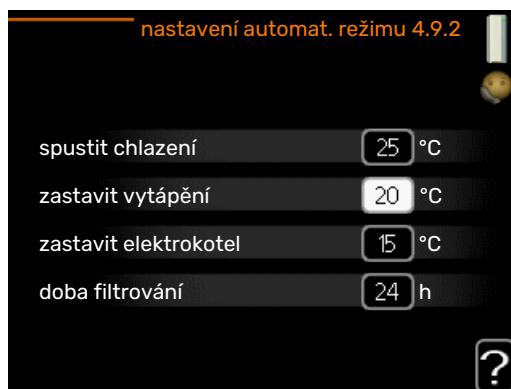 nastavení automat. režimu 4.9.2
spustit chlazení 25 °C
zastavit vytápění 20 °C
zastavit elektrokotel 15 °C
doba filtrování 24 h
?